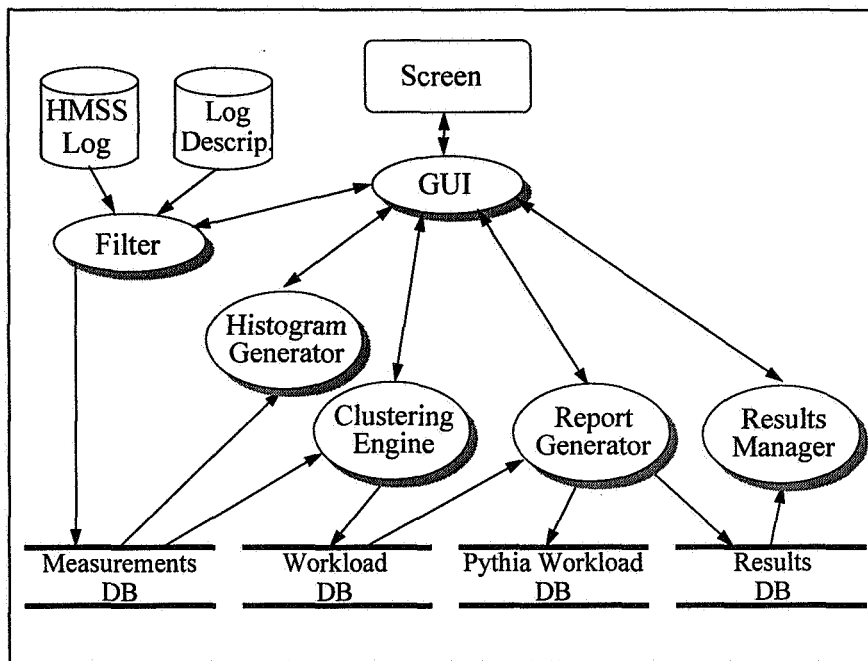 Screen
HMSS
Log
Log
Descrip.
GUI
Filter
Histogram
Generator
Clustering
Engine
Report
Generator
Results
Manager
Measurements
DB
Workload
DB
Pythia Workload
DB
Results
DB